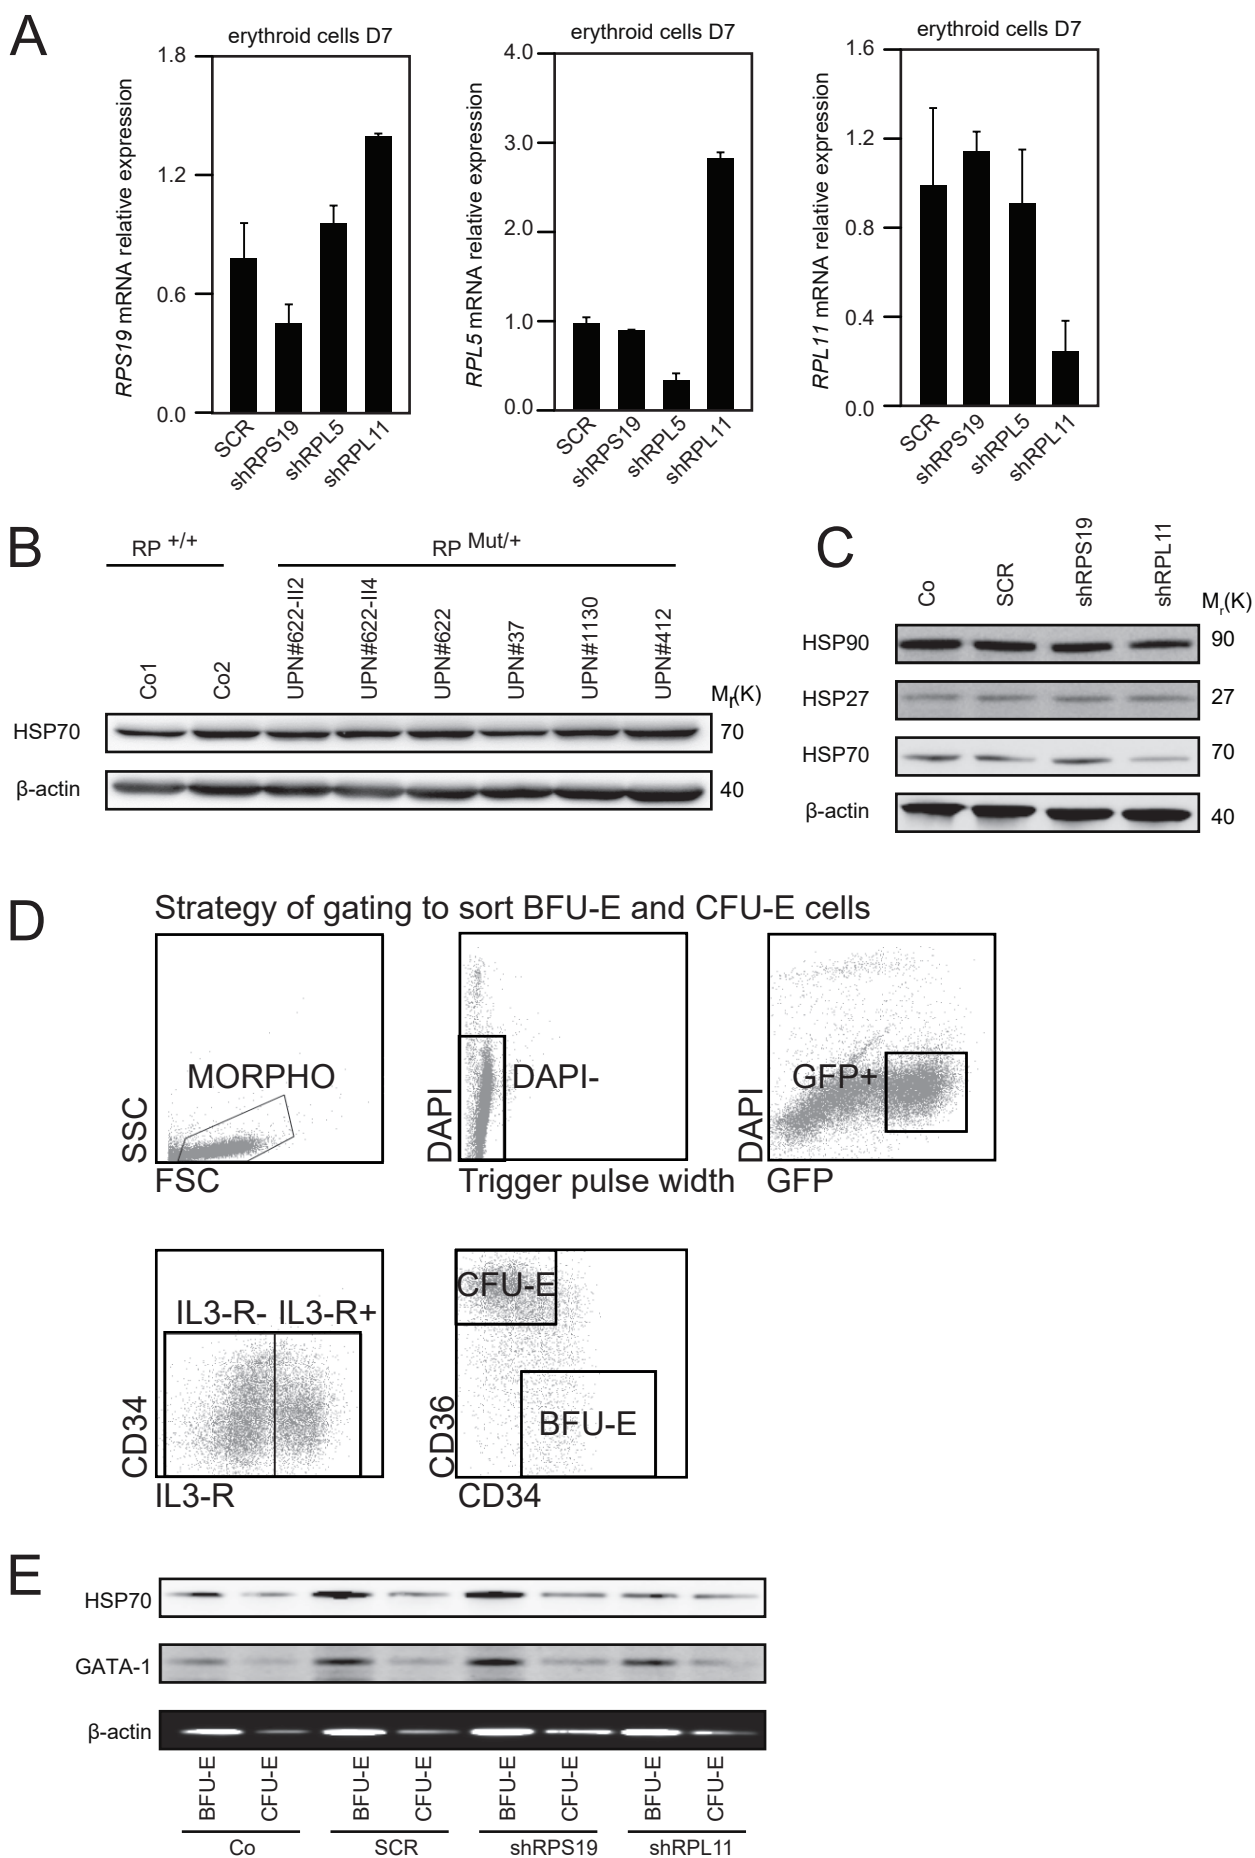 A
erythroid cells D7
RPS19 mRNA relative expression
1.8
1.2
0.6
0.0
SCR
shRPS19
shRPL5
shRPL11
erythroid cells D7
RPL5 mRNA relative expression
4.0
3.0
2.0
1.0
0.0
SCR
shRPS19
shRPL5
shRPL11
erythroid cells D7
RPL11 mRNA relative expression
1.6
1.2
0.8
0.4
0.0
SCR
shRPS19
shRPL5
shRPL11
B
RP +/+
RP Mut/+
Co1
Co2
UPN#622-II2
UPN#622-II4
UPN#622
UPN#37
UPN#1130
UPN#412
Mr(K)
HSP70
70
β-actin
40
C
Co
SCR
shRPS19
shRPL11
Mr(K)
HSP90
90
HSP27
27
HSP70
70
β-actin
40
D
Strategy of gating to sort BFU-E and CFU-E cells
SSC
MORPHO
FSC
DAPI
DAPI-
Trigger pulse width
DAPI
GFP+
GFP
CD34
IL3-R- IL3-R+
IL3-R
CD36
CFU-E
BFU-E
CD34
E
HSP70
GATA-1
β-actin
BFU-E
CFU-E
BFU-E
CFU-E
BFU-E
CFU-E
BFU-E
CFU-E
Co
SCR
shRPS19
shRPL11